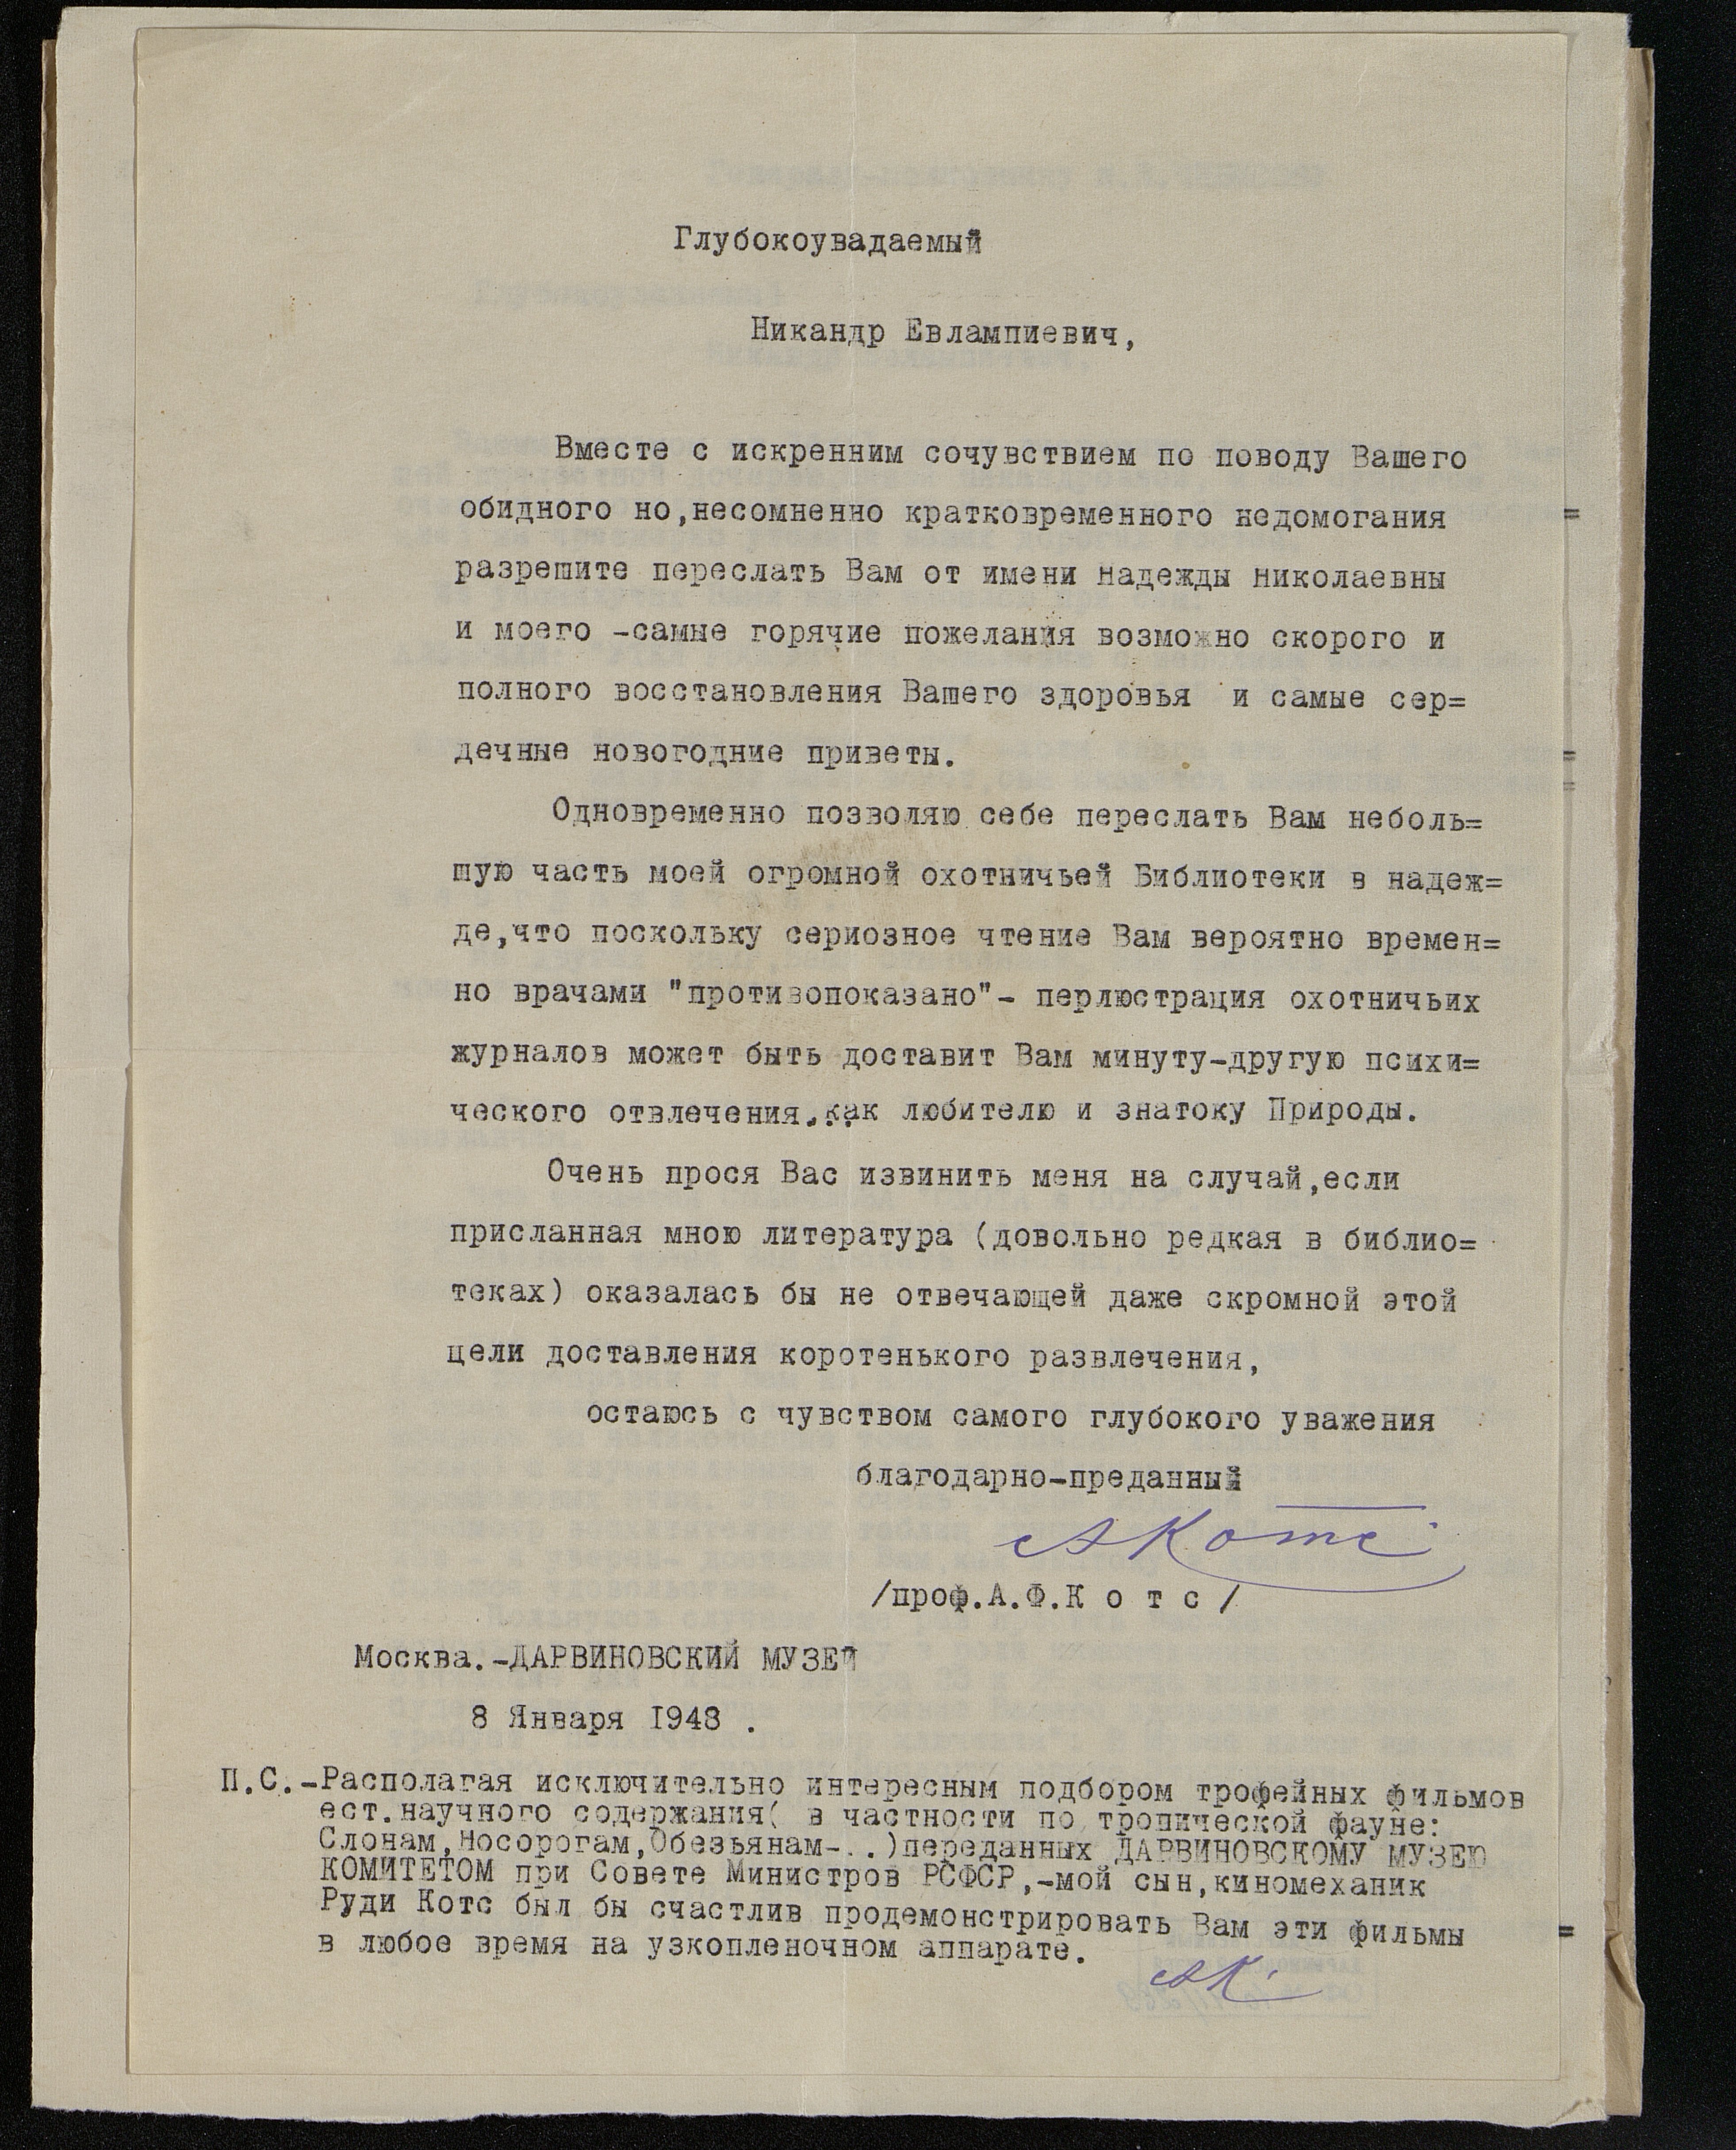 Глубокоувадаемый
Никандр Евлампиевич,
Вместе с искренним сочувствием по поводу Вашего
обидного но,несомненно кратковременного недомогания
разрешите переслать Вам от имени Надежды Николаевны
и моего -самые горячие пожелания возможно скорого и
полного восстановления Вашего здоровья и самые сер=
дечные новогодние приветы.
Одновременно позволяю себе переслать Вам неболь=
шую часть моей огромной охотничьей Библиотеки в надеж=
де,что поскольку сериозное чтение Вам вероятно времен=
но врачами "противопоказано"- перлюстрация охотничьих
журналов может быть доставит Вам минуту-другую психи=
ческого отвлечения,как любителю и знатоку Природы.
Очень прося Вас извинить меня на случай,если
присланная мною литература (довольно редкая в библио=
теках) оказалась бы не отвечающей даже скромной этой
цели доставления коротенького развлечения,
остаюсь с чувством самого глубокого уважения
благодарно-преданный
АКотс
/проф.А.Ф.К о т с /
Москва.-ДАРВИНОВСКИЙ МУЗЕЙ
8 Января 1948 .
П.С.-Располагая исключительно интересным подбором трофейных фильмов
ест.научного содержания( в частности по тропической фауне:
Слонам,Носорогам,Обезьянам-..)переданных ДАРВИНОВСКОМУ МУЗЕЮ
КОМИТЕТОМ при Совете Министров РСФСР,-мой сын,киномеханик
Руди Котс был бы счастлив продемонстрировать Вам эти фильмы
в любое время на узкопленочном аппарате.
АК.